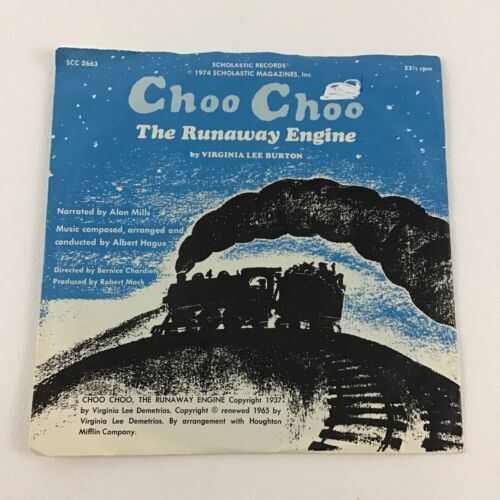 SCC 2663
SCHOLASTIC RECORDS
© 1974 SCHOLASTIC MAGAZINES, Inc.
33⅓ rpm
Choo Choo
The Runaway Engine
by VIRGINIA LEE BURTON
Narrated by Alan Mills
Music composed, arranged and
conducted by Albert Hague
Directed by Bernice Chardiet
Produced by Robert Mack
CHOO CHOO, THE RUNAWAY ENGINE Copyright 1937
by Virginia Lee Demetrios. Copyright © renewed 1965 by
Virginia Lee Demetrios. By arrangement with Houghton
Mifflin Company.